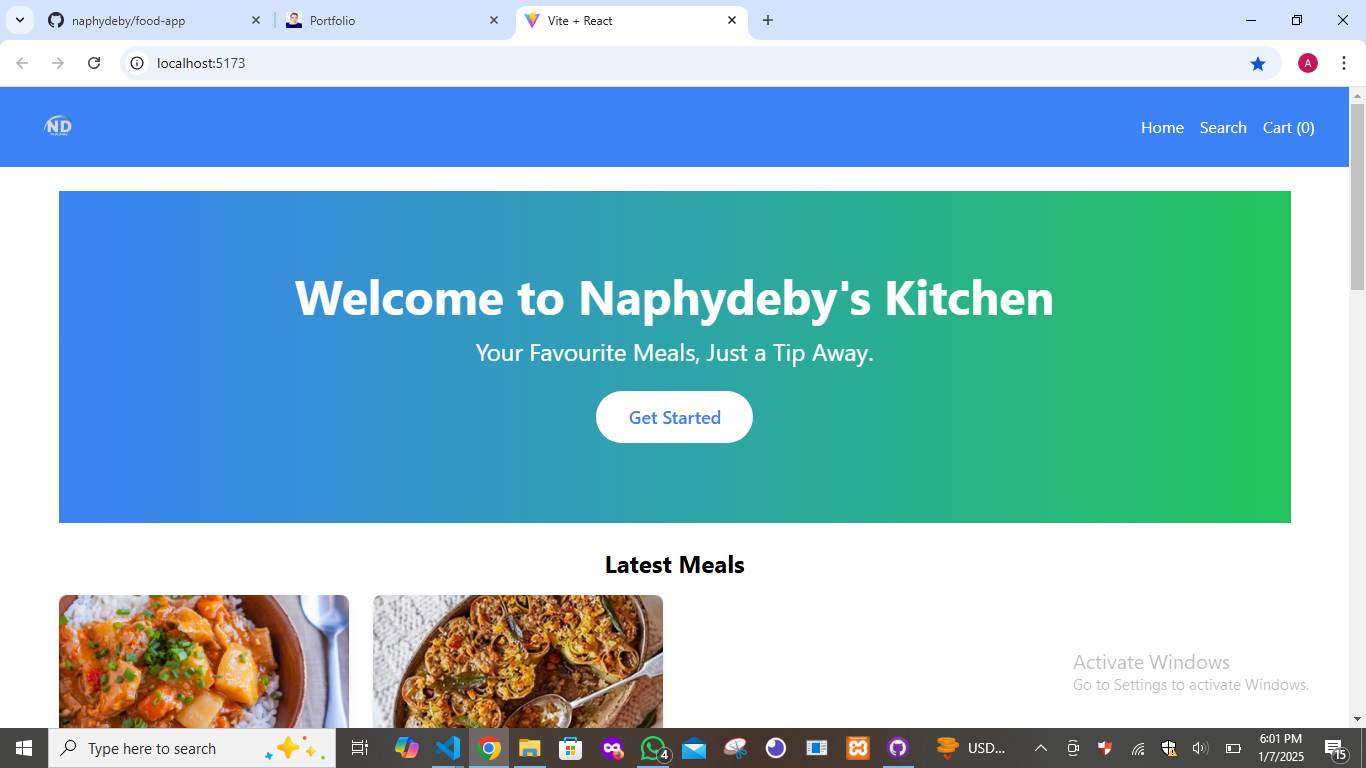 naphydeby/food-app
Portfolio
Vite + React
localhost:5173
A
ND
Home
Search
Cart (0)
Welcome to Naphydeby's Kitchen
Your Favourite Meals, Just a Tip Away.
Get Started
Latest Meals
Activate Windows
Go to Settings to activate Windows.
Type here to search
4
USD...
6:01 PM
1/7/2025
15